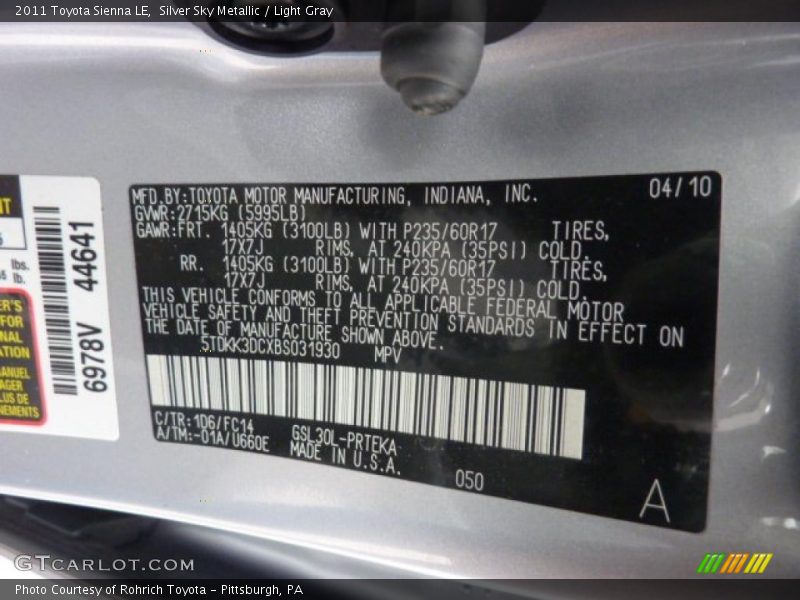 2011 Toyota Sienna LE,  Silver Sky Metallic / Light Gray
04/10
MFD.BY:TOYOTA MOTOR MANUFACTURING, INDIANA, INC.
GVWR:2715KG (5995LB)
GAWR:FRT. 1405KG (3100LB) WITH P235/60R17 TIRES,
17X7J RIMS, AT 240KPA (35PSI) COLD.
RR. 1405KG (3100LB) WITH P235/60R17 TIRES,
17X7J RIMS, AT 240KPA (35PSI) COLD.
THIS VEHICLE CONFORMS TO ALL APPLICABLE FEDERAL MOTOR
VEHICLE SAFETY AND THEFT PREVENTION STANDARDS IN EFFECT ON
THE DATE OF MANUFACTURE SHOWN ABOVE.
5TDKK3DCXBS031930 MPV
C/TR:1D6/FC14
A/TM:-01A/U660E
GSL30L-PRTEKA
MADE IN U.S.A.
050
A
lbs.
lb.
6978V 44641
GTCARLOT.COM
Photo Courtesy of Rohrich Toyota - Pittsburgh, PA